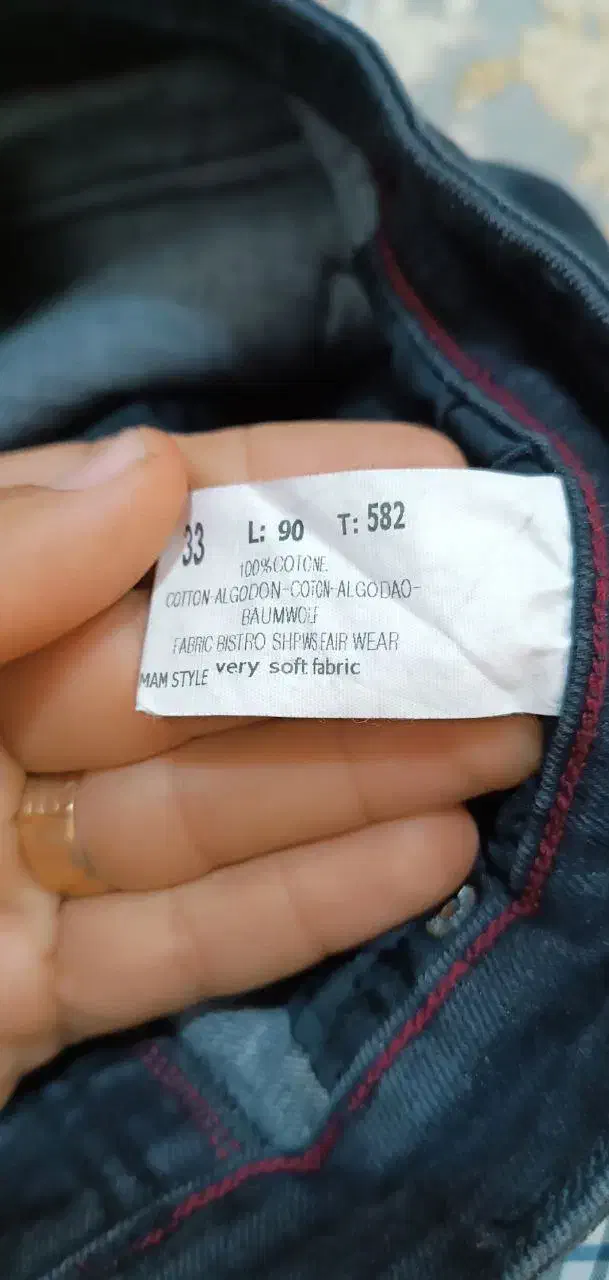 33 L: 90 T: 582
100%COTONE.
COTTON-ALGODON-COTON-ALGODAO-
BAUMWOLF
FABRIC BISTRO SHPWS FAIR WEAR
MAM STYLE very soft fabric